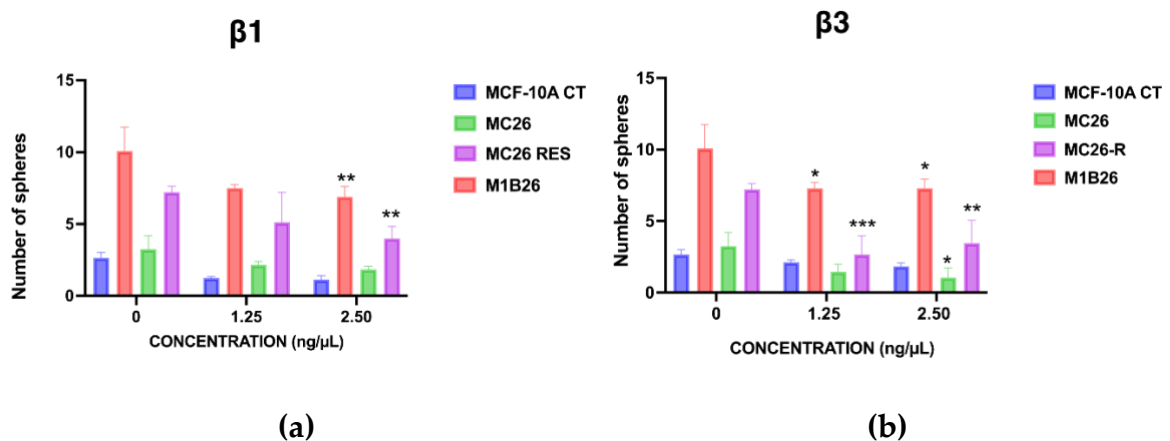 β1
Number of spheres
15
10
5
0
**
**
0
1.25
2.50
CONCENTRATION (ng/µL)
MCF-10A CT
MC26
MC26 RES
M1B26
(a)
β3
Number of spheres
15
10
5
0
*
***
*
*
**
0
1.25
2.50
CONCENTRATION (ng/µL)
MCF-10A CT
MC26
MC26-R
M1B26
(b)